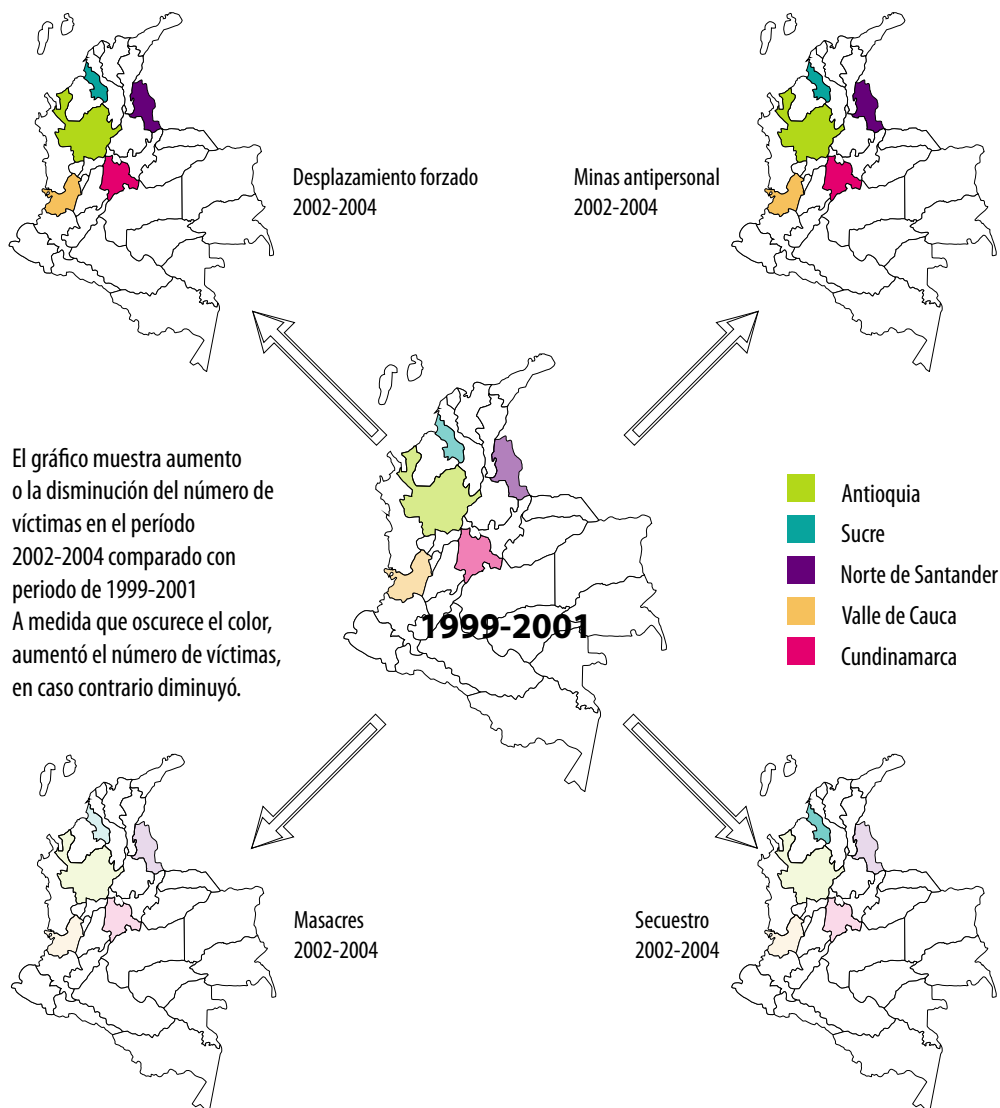 Desplazamiento forzado
2002-2004
Minas antipersonal
2002-2004
El gráfico muestra aumento
o la disminución del número de
víctimas en el período
2002-2004 comparado con
periodo de 1999-2001
A medida que oscurece el color,
aumentó el número de víctimas,
en caso contrario diminuyó.
1999-2001
Antioquia
Sucre
Norte de Santander
Valle de Cauca
Cundinamarca
Masacres
2002-2004
Secuestro
2002-2004